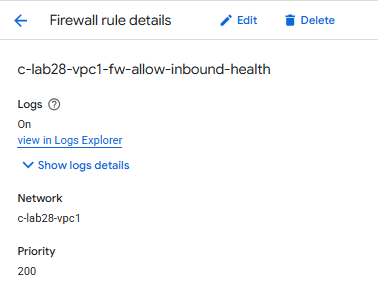 Firewall rule details
Edit
Delete
c-lab28-vpc1-fw-allow-inbound-health
Logs
On
view in Logs Explorer
Show logs details
Network
c-lab28-vpc1
Priority
200